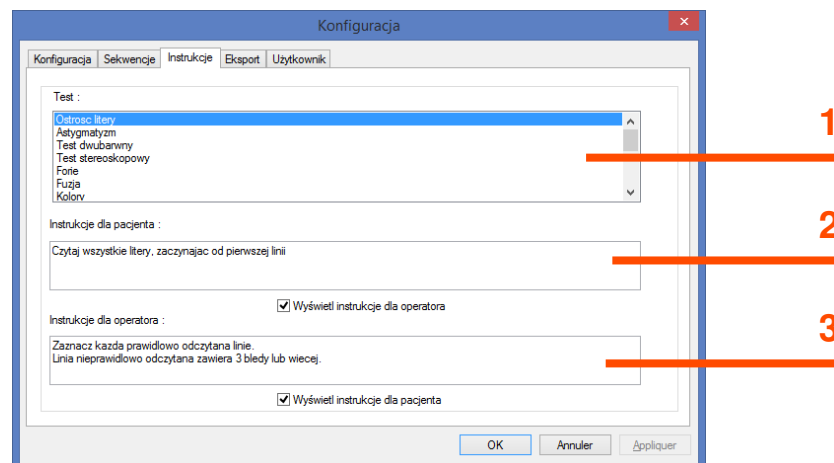 Konfiguracja
Konfiguracja Sekwencje Instrukcje Eksport Użytkownik
Test :
Ostrosc litery
Astygmatyzm
Test dwubarwny
Test stereoskopowy
Forie
Fuzja
Kolory
1
Instrukcje dla pacjenta :
Czytaj wszystkie litery, zaczynajac od pierwszej linii
2
Wyświetl instrukcje dla operatora
Instrukcje dla operatora :
Zaznacz kazda prawidlowo odczytana linie.
Linia nieprawidlowo odczytana zawiera 3 bledy lub wiecej.
3
Wyświetl instrukcje dla pacjenta
OK Annuler Appliquer